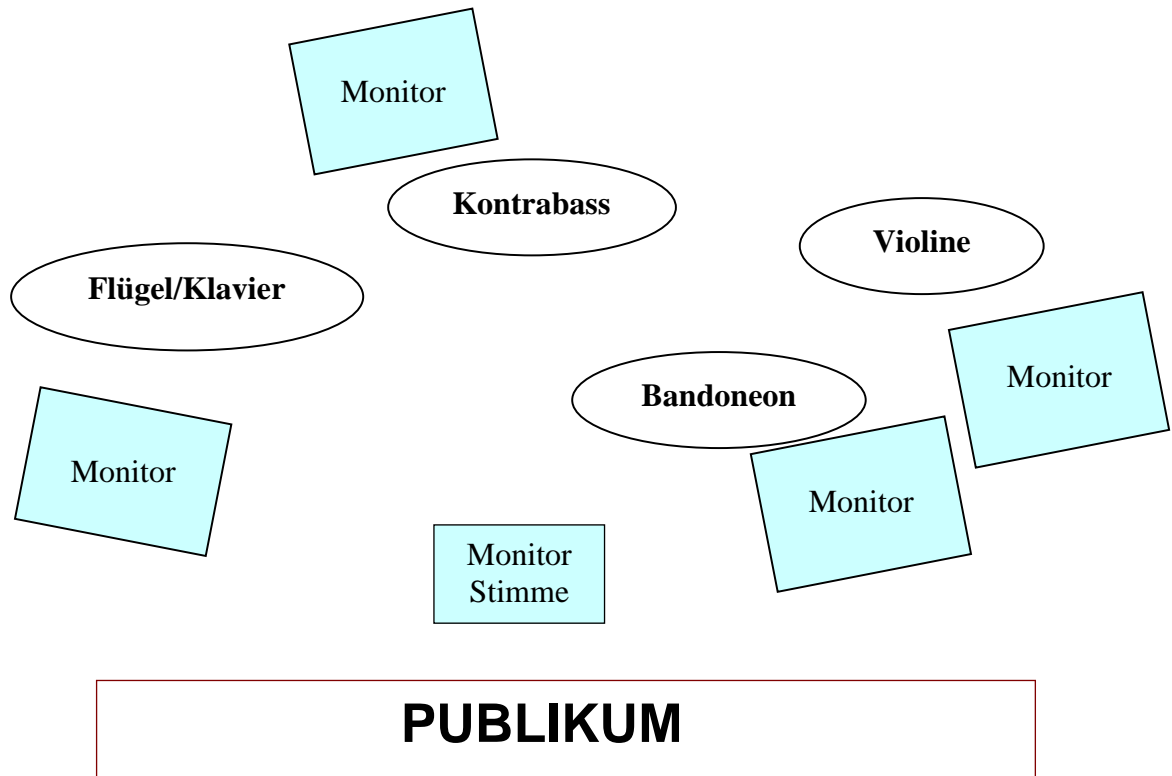 Monitor
Kontrabass
Violine
Flügel/Klavier
Monitor
Bandoneon
Monitor
Monitor
Monitor
Stimme
PUBLIKUM